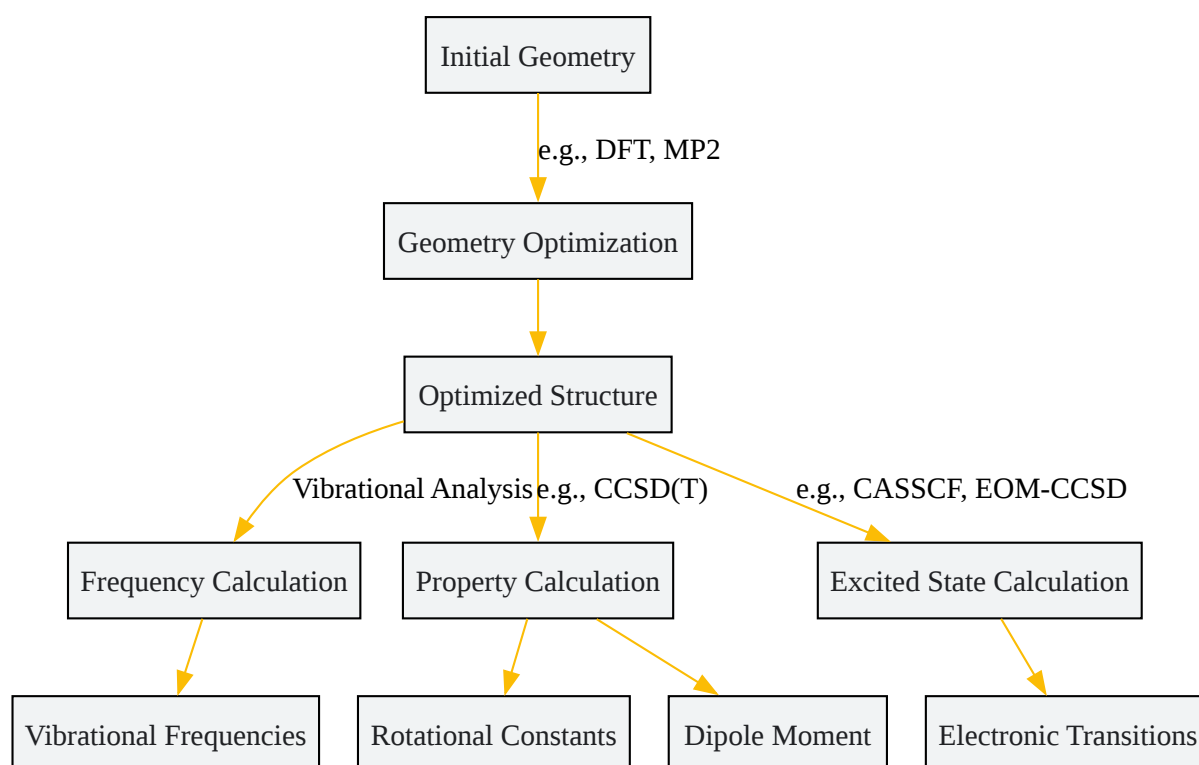 Initial Geometry
e.g., DFT, MP2
Geometry Optimization
Optimized Structure
Vibrational Analysis
e.g., CCSD(T)
e.g., CASSCF, EOM-CCSD
Frequency Calculation
Property Calculation
Excited State Calculation
Vibrational Frequencies
Rotational Constants
Dipole Moment
Electronic Transitions